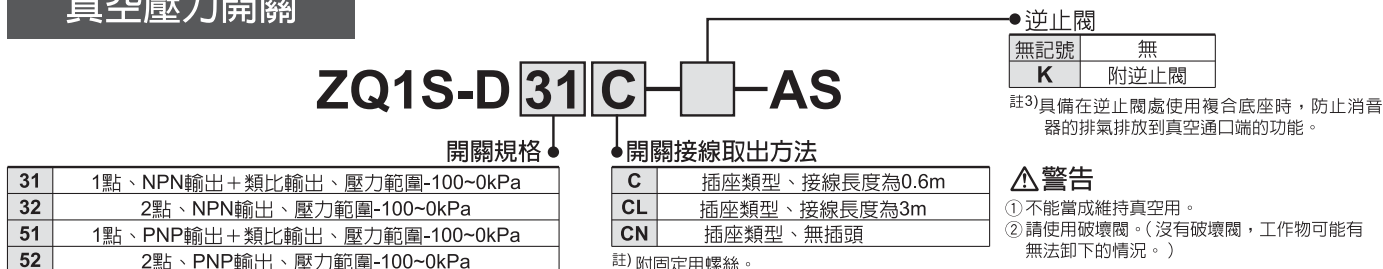 真空壓力開關
ZQ1S-D 31 C - □ - AS
逆止閥
無記號 無
K 附逆止閥
註3)具備在逆止閥處使用複合底座時，防止消音
器的排氣排放到真空通口端的功能。
開關規格
31 1點、NPN輸出＋類比輸出、壓力範圍-100~0kPa
32 2點、NPN輸出、壓力範圍-100~0kPa
51 1點、PNP輸出＋類比輸出、壓力範圍-100~0kPa
52 2點、PNP輸出、壓力範圍-100~0kPa
開關接線取出方法
C 插座類型、接線長度為0.6m
CL 插座類型、接線長度為3m
CN 插座類型、無插頭
註) 附固定用螺絲。
⚠警告
①不能當成維持真空用。
②請使用破壞閥。（沒有破壞閥，工作物可能有
無法卸下的情況。）